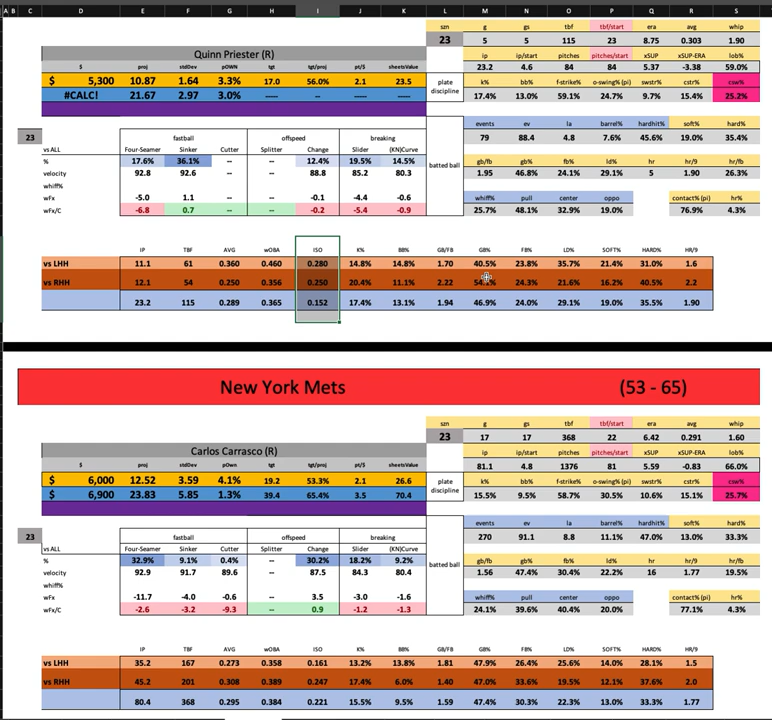 A B C D E F G H I J K L M N O P Q R S
szn g gs tbf tbf/start era avg whip
23 5 5 115 23 8.75 0.303 1.90
Quinn Priester (R)
ip ip/start pitches pitches/start xSUP xSUP-ERA lob%
23.2 4.6 84 84 5.37 -3.38 59.0%
$ proj stdDev pOWN tgt tgt/proj pt/$ sheetsValue
$ 5,300 10.87 1.64 3.3% 17.0 56.0% 2.1 23.5
#CALC! 21.67 2.97 3.0% ---- ---- -- ----
plate discipline
k% bb% f-strike% o-swing% (pi) swstr% cstr% csw%
17.4% 13.0% 59.1% 24.7% 9.7% 15.4% 25.2%
events ev la barrel% hardhit% soft% hard%
79 88.4 4.8 7.6% 45.6% 19.0% 35.4%
23 fastball offspeed breaking
vs ALL Four-Seamer Sinker Cutter Splitter Change Slider (KN)Curve
% 17.6% 36.1% -- -- 12.4% 19.5% 14.5%
velocity 92.8 92.6 -- -- 88.8 85.2 80.3
whiff%
wFx -5.0 1.1 -0.1 -4.4 -0.6
wFx/C -6.8 0.7 -- -- -0.2 -5.4 -0.9
batted ball
gb/fb gb% fb% ld% hr hr/9 hr/fb
1.95 46.8% 24.1% 29.1% 5 1.90 26.3%
whiff% pull center oppo contact% (pi) hr%
25.7% 48.1% 32.9% 19.0% 76.9% 4.3%
IP TBF AVG wOBA ISO K% BB% GB/FB GB% FB% LD% SOFT% HARD% HR/9
vs LHH 11.1 61 0.360 0.460 0.280 14.8% 14.8% 1.70 40.5% 23.8% 35.7% 21.4% 31.0% 1.6
vs RHH 12.1 54 0.250 0.356 0.250 20.4% 11.1% 2.22 24.3% 21.6% 16.2% 40.5% 2.2
23.2 115 0.289 0.365 0.152 17.4% 13.1% 1.94 46.9% 24.0% 29.1% 19.0% 35.5% 1.90
New York Mets (53 - 65)
szn g gs tbf tbf/start era avg whip
23 17 17 368 22 6.42 0.291 1.60
Carlos Carrasco (R)
ip ip/start pitches pitches/start xSUP xSUP-ERA lob%
81.1 4.8 1376 81 5.59 -0.83 66.0%
$ proj stdDev pOwn tgt tgt/proj pt/$ sheetsValue
$ 6,000 12.52 3.59 4.1% 19.2 53.3% 2.1 26.6
$ 6,900 23.83 5.85 1.3% 39.4 65.4% 3.5 70.4
plate discipline
k% bb% f-strike% o-swing% (pi) swstr% cstr% csw%
15.5% 9.5% 58.7% 30.5% 10.6% 15.1% 25.7%
events ev la barrel% hardhit% soft% hard%
270 91.1 8.8 11.1% 47.0% 13.0% 33.3%
23 fastball offspeed breaking
vs ALL Four-Seamer Sinker Cutter Splitter Change Slider (KN)Curve
% 32.9% 9.1% 0.4% -- 30.2% 18.2% 9.2%
velocity 92.9 91.7 89.6 -- 87.5 84.3 80.4
whiff%
wFx -11.7 -4.0 -0.6 3.5 -3.0 -1.6
wFx/C -2.6 -3.2 -9.3 -- 0.9 -1.2 -1.3
batted ball
gb/fb gb% fb% ld% hr hr/9 hr/fb
1.56 47.4% 30.4% 22.2% 16 1.77 19.5%
whiff% pull center oppo contact% (pi) hr%
24.1% 39.6% 40.4% 20.0% 77.1% 4.3%
IP TBF AVG wOBA ISO K% BB% GB/FB GB% FB% LD% SOFT% HARD% HR/9
vs LHH 35.2 167 0.273 0.358 0.161 13.2% 13.8% 1.81 47.9% 26.4% 25.6% 14.0% 28.1% 1.5
vs RHH 45.2 201 0.308 0.389 0.247 17.4% 6.0% 1.40 47.0% 33.6% 19.5% 12.1% 37.6% 2.0
80.4 368 0.295 0.384 0.221 15.5% 9.5% 1.59 47.4% 30.3% 22.3% 13.0% 33.3% 1.77